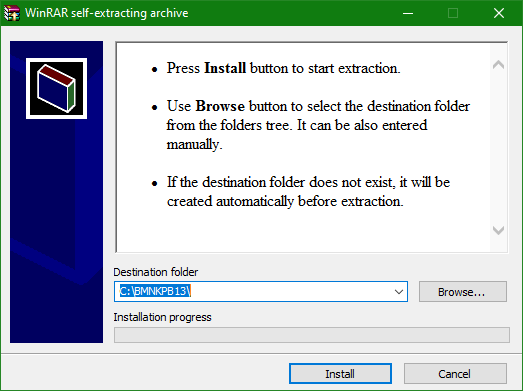 WinRAR self-extracting archive
• Press Install button to start extraction.
• Use Browse button to select the destination folder
from the folders tree. It can be also entered
manually.
• If the destination folder does not exist, it will be
created automatically before extraction.
Destination folder
C:\BMNKPB13\
Browse...
Installation progress
Install
Cancel